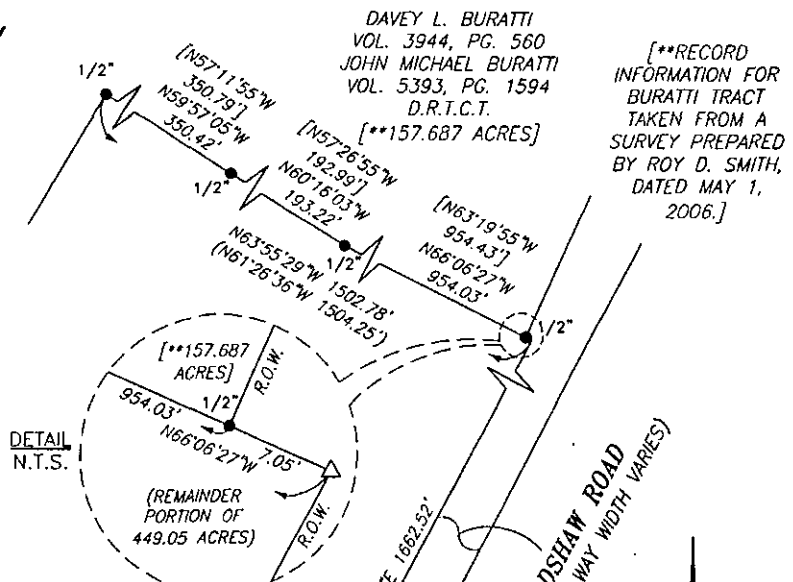 DAVEY L. BURATTI
VOL. 3944, PG. 560
JOHN MICHAEL BURATTI
VOL. 5393, PG. 1594
D.R.T.C.T.
[**157.687 ACRES]
[**RECORD
INFORMATION FOR
BURATTI TRACT
TAKEN FROM A
SURVEY PREPARED
BY ROY D. SMITH,
DATED MAY 1,
2006.]
1/2"
[N57°11'55"W
350.79']
N59°57'05"W
350.42'
1/2"
[N57°26'55"W
192.99']
N60°16'03"W
193.22'
1/2"
[N63°19'55"W
954.43']
N66°06'27"W
954.03'
N63°55'29"W 1502.78'
(N61°26'36"W 1504.25')
/2"
[**157.687
ACRES]
R.O.W.
954.03'
1/2"
N66°06'27"W
7.05'
DETAIL
N.T.S.
(REMAINDER
PORTION OF
449.05 ACRES)
R.O.W.
1662.52'
DSHAW ROAD
WAY WIDTH VARIES)